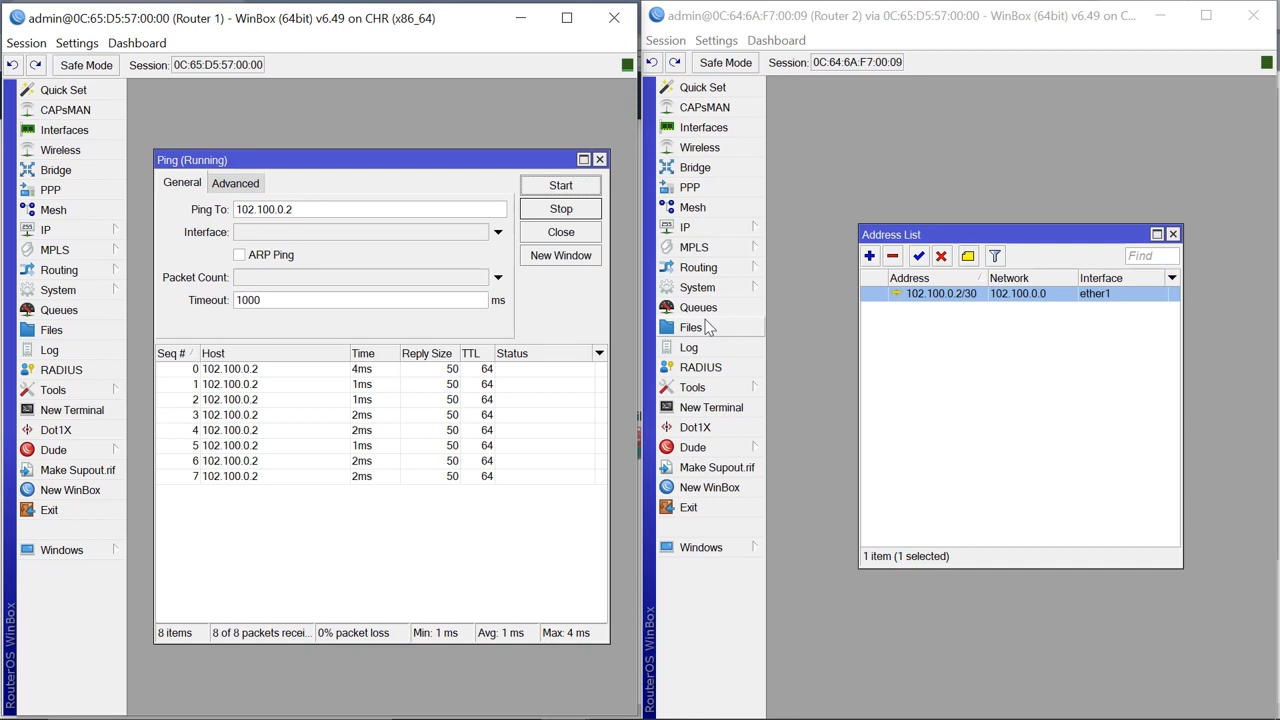 admin@0C:65:D5:57:00:00 (Router 1) - WinBox (64bit) v6.49 on CHR (x86_64)
Session Settings Dashboard
Safe Mode Session: 0C:65:D5:57:00:00
Quick Set
CAPsMAN
Interfaces
Wireless
Bridge
PPP
Mesh
IP
MPLS
Routing
System
Queues
Files
Log
RADIUS
Tools
New Terminal
Dot1X
Dude
Make Supout.rif
New WinBox
Exit
Windows
RouterOS WinBox
Ping (Running)
General Advanced
Ping To: 102.100.0.2
Interface:
ARP Ping
Packet Count:
Timeout: 1000 ms
Start
Stop
Close
New Window
Seq # Host Time Reply Size TTL Status
0 102.100.0.2 4ms 50 64
1 102.100.0.2 1ms 50 64
2 102.100.0.2 1ms 50 64
3 102.100.0.2 2ms 50 64
4 102.100.0.2 2ms 50 64
5 102.100.0.2 1ms 50 64
6 102.100.0.2 2ms 50 64
7 102.100.0.2 2ms 50 64
8 items 8 of 8 packets recei... 0% packet loss Min: 1 ms Avg: 1 ms Max: 4 ms
admin@0C:64:6A:F7:00:09 (Router 2) via 0C:65:D5:57:00:00 - WinBox (64bit) v6.49 on C...
Session Settings Dashboard
Safe Mode Session: 0C:64:6A:F7:00:09
Quick Set
CAPsMAN
Interfaces
Wireless
Bridge
PPP
Mesh
IP
MPLS
Routing
System
Queues
Files
Log
RADIUS
Tools
New Terminal
Dot1X
Dude
Make Supout.rif
New WinBox
Exit
Windows
RouterOS WinBox
Address List
Find
Address Network Interface
102.100.0.2/30 102.100.0.0 ether1
1 item (1 selected)